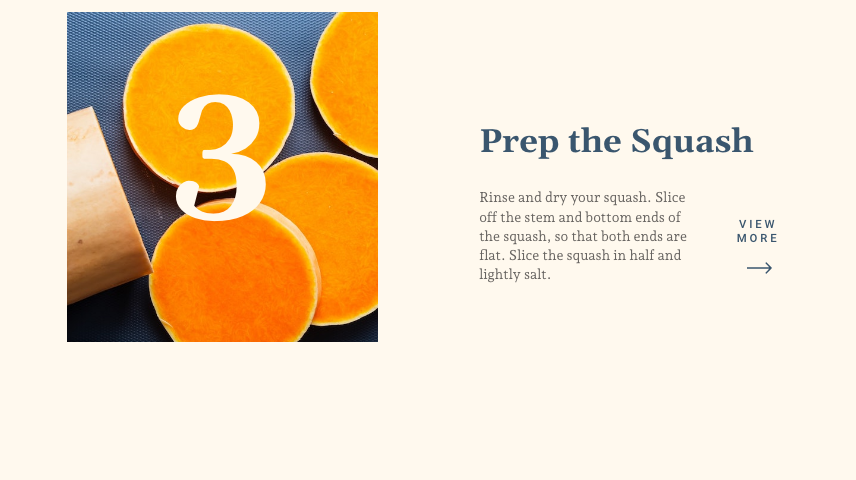 3
Prep the Squash
Rinse and dry your squash. Slice
off the stem and bottom ends of
the squash, so that both ends are
flat. Slice the squash in half and
lightly salt.
VIEW
MORE